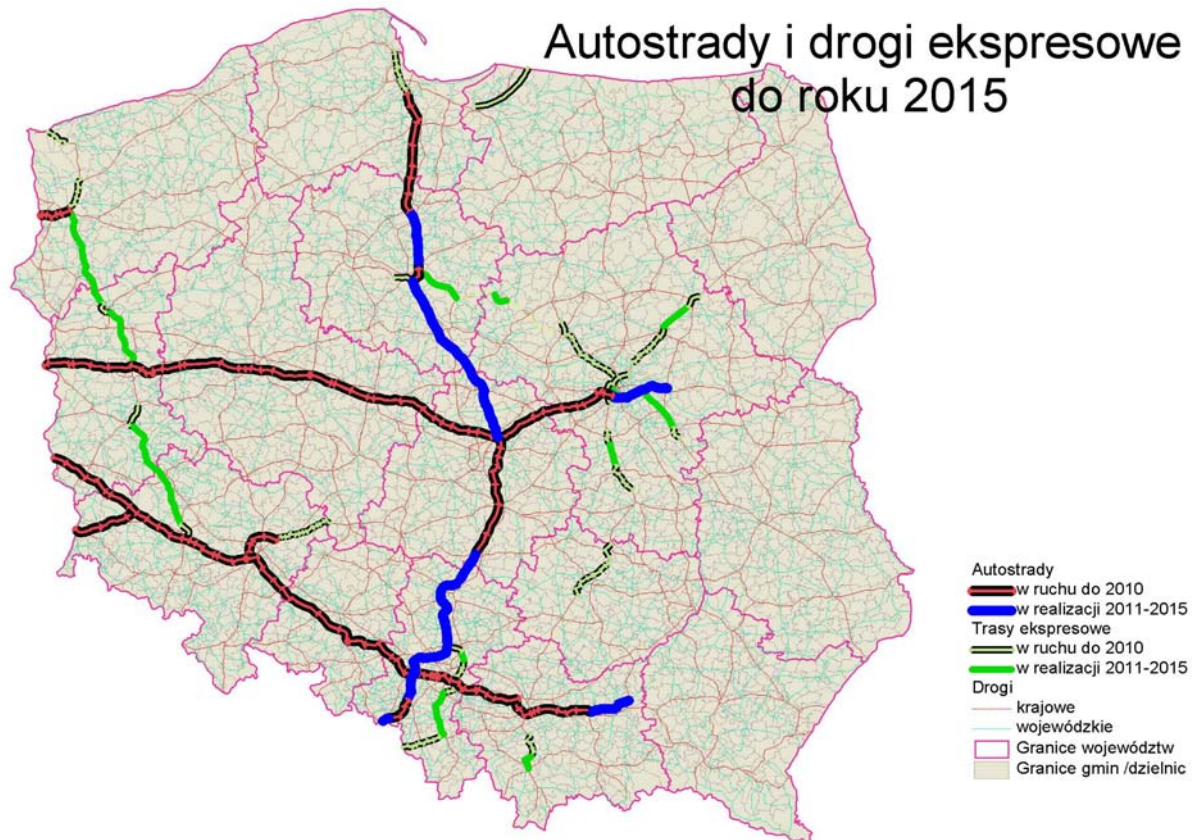 Autostrady i drogi ekspresowe
do roku 2015
Autostrady
w ruchu do 2010
w realizacji 2011-2015
Trasy ekspresowe
w ruchu do 2010
w realizacji 2011-2015
Drogi
krajowe
wojewódzkie
Granice województw
Granice gmin /dzielnic